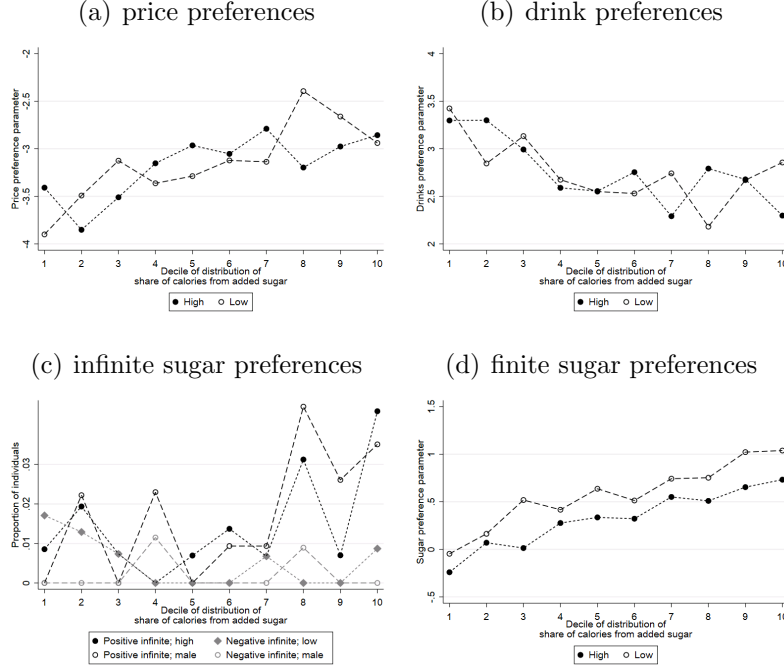 (a) price preferences
(b) drink preferences
-2
-2.5
-3
-3.5
-4
Price preference parameter
1 2 3 4 5 6 7 8 9 10
Decile of distribution of
share of calories from added sugar
High Low
4
3.5
3
2.5
2
Drinks preference parameter
1 2 3 4 5 6 7 8 9 10
Decile of distribution of
share of calories from added sugar
High Low
(c) infinite sugar preferences
(d) finite sugar preferences
.03
.02
.01
0
Proportion of individuals
1 2 3 4 5 6 7 8 9 10
Decile of distribution of
share of calories from added sugar
Positive infinite; high Negative infinite; low
Positive infinite; male Negative infinite; male
1.5
1
.5
0
-.5
Sugar preference parameter
1 2 3 4 5 6 7 8 9 10
Decile of distribution of
share of calories from added sugar
High Low